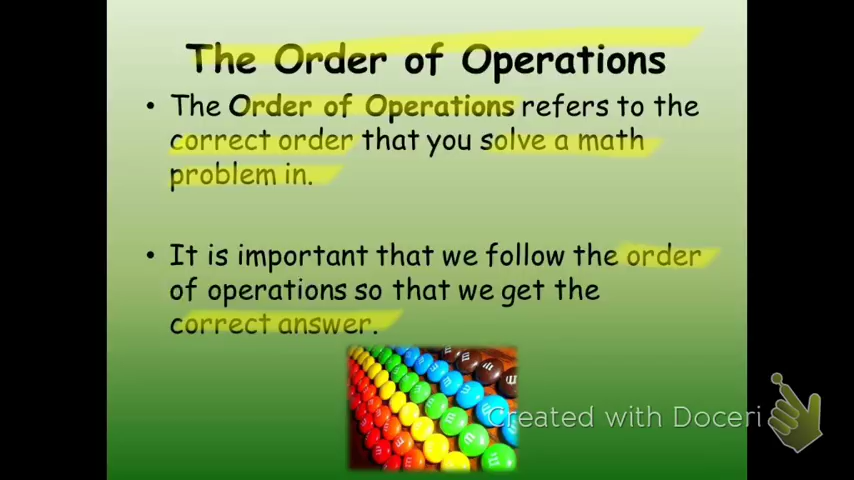 The Order of Operations
• The Order of Operations refers to the
correct order that you solve a math
problem in.
• It is important that we follow the order
of operations so that we get the
correct answer.
Created with Doceri